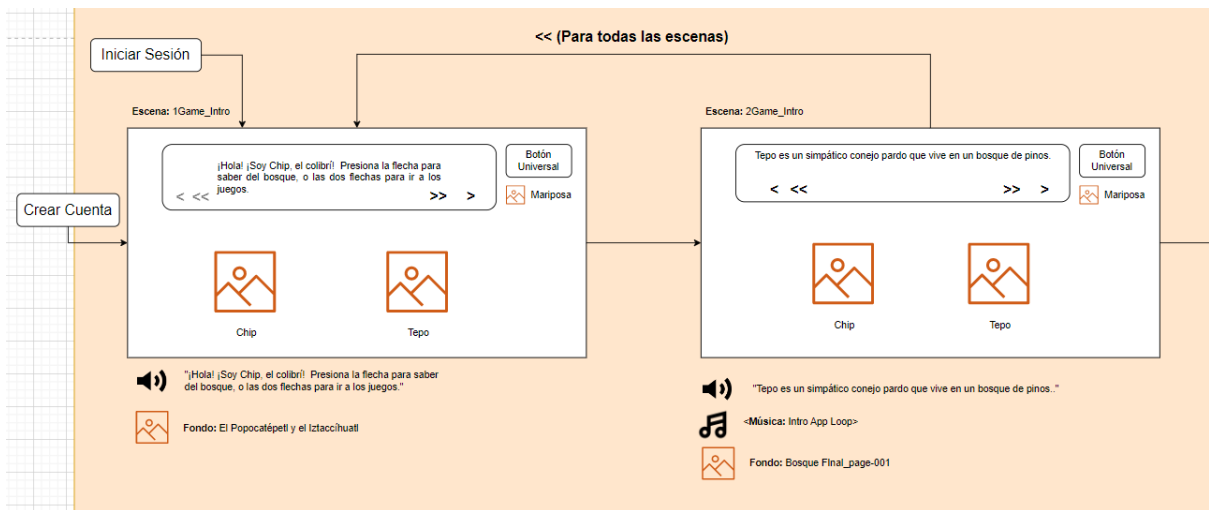 << (Para todas las escenas)
Iniciar Sesión
Crear Cuenta
Escena: 1Game_Intro
¡Hola! ¡Soy Chip, el colibrí! Presiona la flecha para
saber del bosque, o las dos flechas para ir a los
juegos.
< <<
>> >
Botón
Universal
Mariposa
Chip
Tepo
"¡Hola! ¡Soy Chip, el colibrí! Presiona la flecha para saber
del bosque, o las dos flechas para ir a los juegos."
Fondo: El Popocatépetl y el Iztaccíhuatl
Escena: 2Game_Intro
Tepo es un simpático conejo pardo que vive en un bosque de pinos.
< <<
>> >
Botón
Universal
Mariposa
Chip
Tepo
"Tepo es un simpático conejo pardo que vive en un bosque de pinos.."
<Música: Intro App Loop>
Fondo: Bosque FInal_page-001